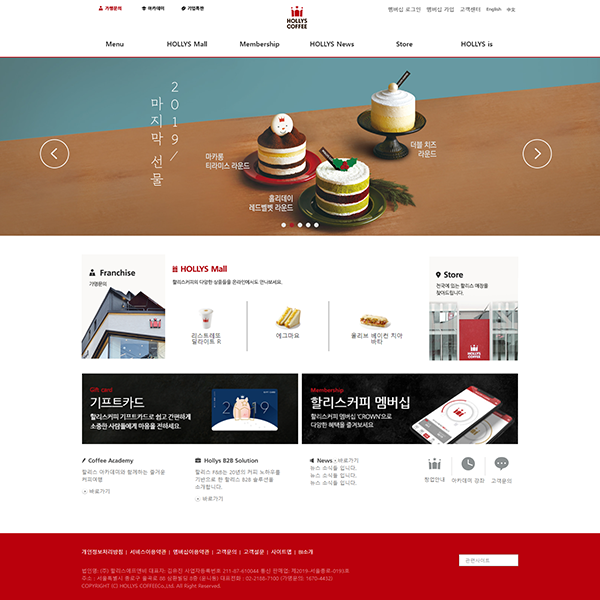 가맹문의 아카데미 기업특판
HOLLYS
COFFEE
멤버십 로그인 멤버십 가입 고객센터 English 中文
Menu HOLLYS Mall Membership HOLLYS News Store HOLLYS is
2019/
마지막 선물
더블 치즈
라운드
마카롱
티라미스 라운드
홀리데이
레드벨벳 라운드
Franchise
가맹문의
HOLLYS Mall
할리스커피의 다양한 상품들을 온라인에서도 만나보세요.
리스트레또
딜라이트 R
에그마요
올리브 베이컨 치아
바타
Store
전국에 있는 할리스 매장을
찾아드립니다.
HOLLYS
COFFEE
Gift card
기프트카드
할리스커피 기프트카드로 쉽고 간편하게
소중한 사람들에게 마음을 전하세요.
2019
Membership
할리스커피 멤버십
할리스커피 멤버십 'CROWN'으로
다양한 혜택을 즐겨보세요
Coffee Academy
할리스 아카데미와 함께하는 즐거운
커피여행
바로가기
Hollys B2B Solution
할리스 F&B는 20년의 커피 노하우를
기반으로 한 할리스 B2B 솔루션을
소개합니다.
바로가기
News 바로가기
뉴스 소식들 입니다.
뉴스 소식들 입니다.
뉴스 소식들 입니다.
창업안내 아카데미 강좌 고객문의
개인정보처리방침 | 서비스이용약관 | 멤버십이용약관 | 고객문의 | 고객설문 | 사이트맵 | BI소개
관련사이트
법인명: (주) 할리스에프앤비 대표자: 김유진 사업자등록번호 211-87-610044 통신 판매업: 제2019-서울종로-0193호
주소 : 서울특별시 종로구 율곡로 88 삼환빌딩 8층 (운니동) 대표전화 : 02-2188-7100 (가맹문의: 1670-4432)
COPYRIGHT (C) HOLLYS COFFEECo,Ltd. All Right Reserved.